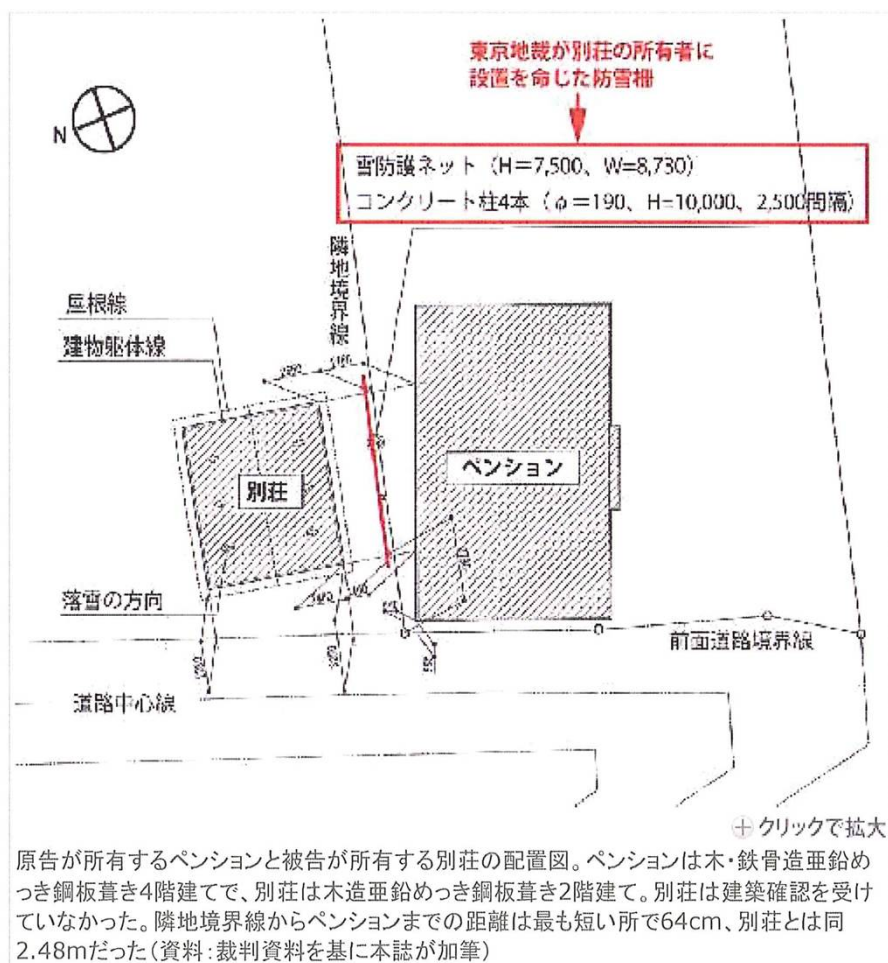 東京地裁が別荘の所有者に
設置を命じた防雪柵
N
雪防護ネット（H＝7,500、W=8,730）
コンクリート柱4本（φ＝190、H=10,000、2,500間隔）
隣地境界線
屋根線
建物躯体線
別荘
ペンション
落雪の方向
前面道路境界線
道路中心線
クリックで拡大
原告が所有するペンションと被告が所有する別荘の配置図。ペンションは木・鉄骨造亜鉛め
っき鋼板葺き4階建てで、別荘は木造亜鉛めっき鋼板葺き2階建て。別荘は建築確認を受け
ていなかった。隣地境界線からペンションまでの距離は最も短い所で64cm、別荘とは同
2.48mだった(資料：裁判資料を基に本誌が加筆)